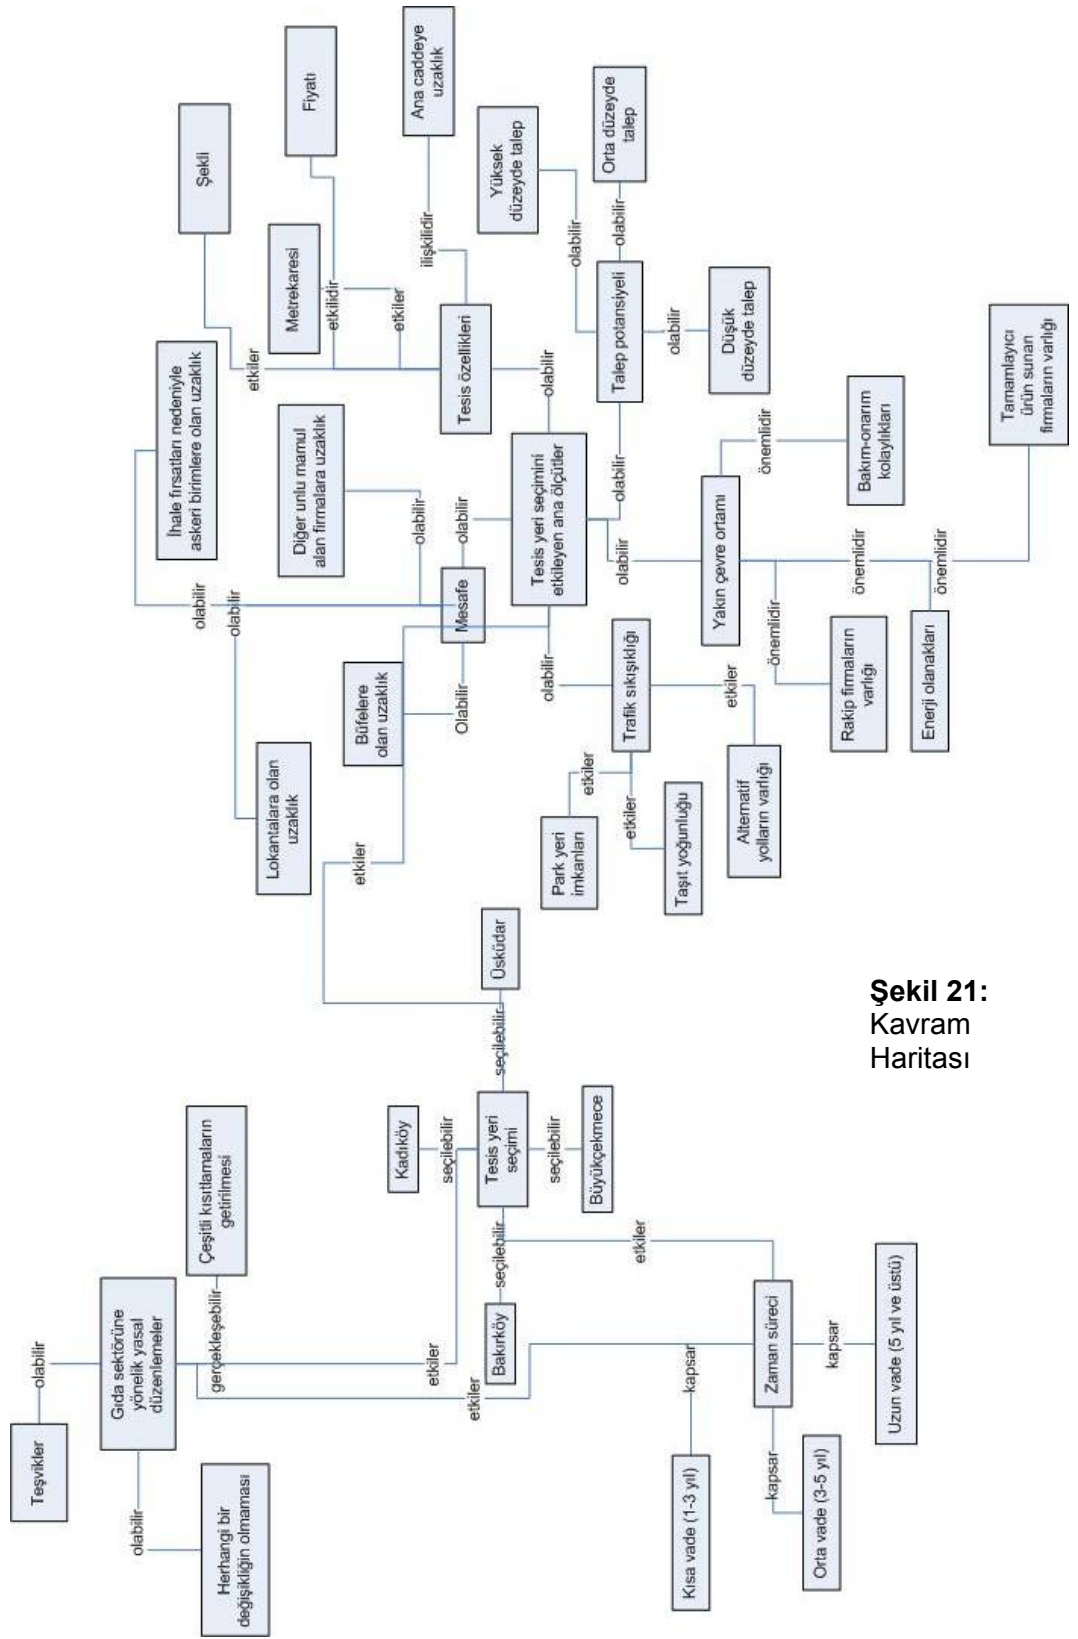 Teşvikler
olabilir
Gıda sektörüne
yönelik yasal
düzenlemeler
olabilir
Herhangi bir
değişikliğin olmaması
gerçekleşebilir
Çeşitli kısıtlamaların
getirilmesi
etkiler
etkiler
Kadıköy
seçilebilir
Tesis yeri
seçimi
seçilebilir
Bakırköy
seçilebilir
Büyükçekmece
seçilebilir
Üsküdar
etkiler
Zaman süreci
kapsar
Kısa vade (1-3 yıl)
kapsar
Orta vade (3-5 yıl)
kapsar
Uzun vade (5 yıl ve üstü)
etkiler
Lokantalara olan
uzaklık
olabilir
İhale fırsatları nedeniyle
askeri birimlere olan uzaklık
olabilir
Büfelere
olan uzaklık
Olabilir
Diğer unlu mamul
alan firmalara uzaklık
olabilir
Mesafe
olabilir
Tesis yeri seçimini
etkileyen ana ölçütler
olabilir
Tesis özellikleri
etkiler
Şekli
etkilidir
Fiyatı
etkiler
Metrekaresi
ilişkilidir
Ana caddeye
uzaklık
olabilir
Talep potansiyeli
olabilir
Yüksek
düzeyde talep
olabilir
Orta düzeyde
talep
olabilir
Düşük
düzeyde talep
olabilir
Trafik sıkışıklığı
etkiler
Park yeri
imkanları
etkiler
Taşıt yoğunluğu
etkiler
Alternatif
yolların varlığı
olabilir
Yakın çevre ortamı
önemlidir
Bakım-onarım
kolaylıkları
önemlidir
Rakip firmaların
varlığı
önemlidir
Enerji olanakları
önemlidir
Tamamlayıcı
ürün sunan
firmaların varlığı
Şekil 21:
Kavram
Haritası